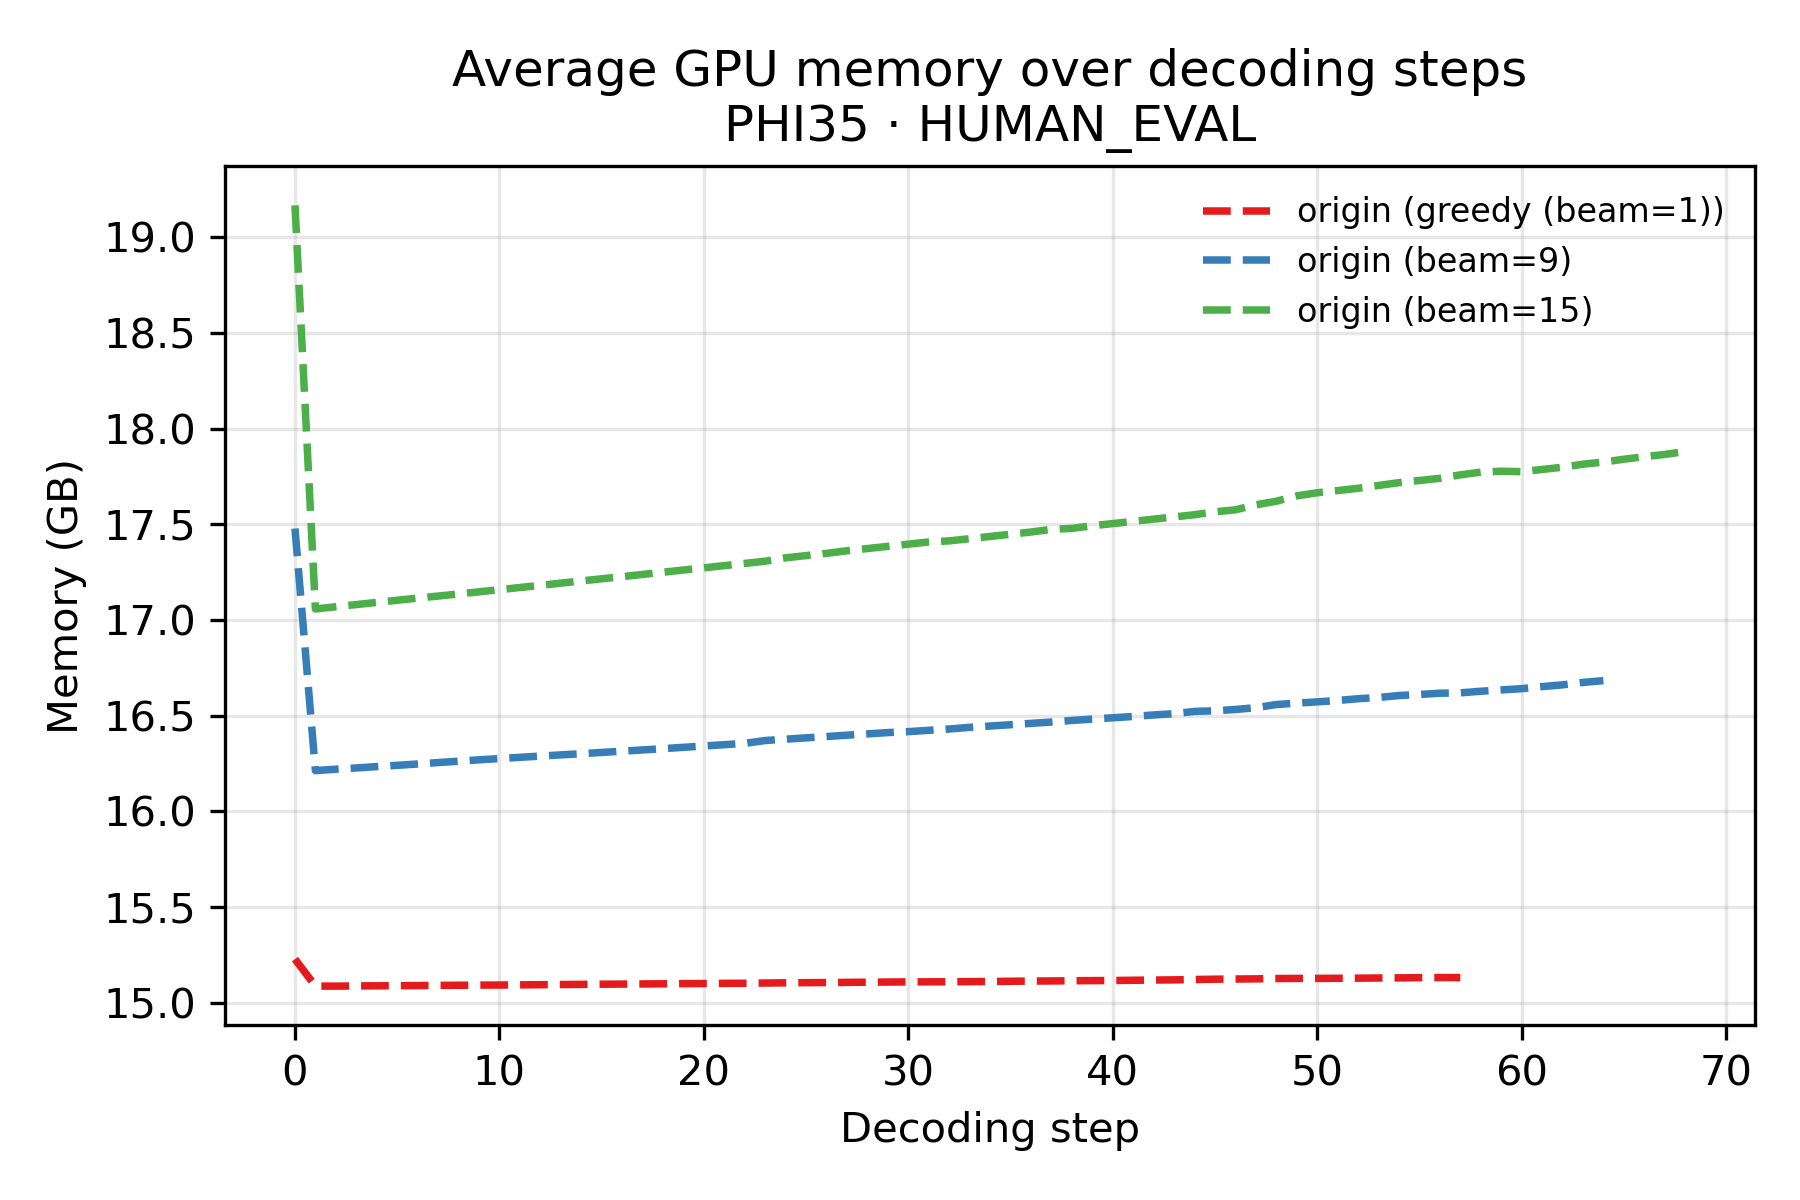 Average GPU memory over decoding steps
PHI35 · HUMAN_EVAL
origin (greedy (beam=1))
origin (beam=9)
origin (beam=15)
Memory (GB)
19.0
18.5
18.0
17.5
17.0
16.5
16.0
15.5
15.0
0 10 20 30 40 50 60 70
Decoding step